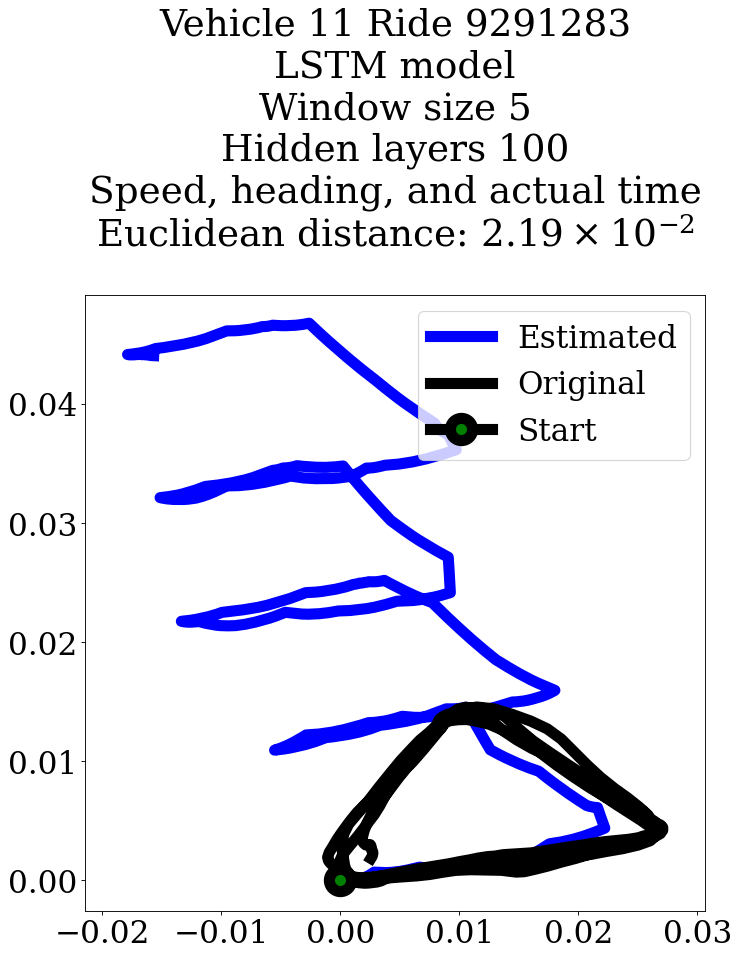 Vehicle 11 Ride 9291283
LSTM model
Window size 5
Hidden layers 100
Speed, heading, and actual time
Euclidean distance: 2.19 × 10⁻²
Estimated
Original
Start
0.04
0.03
0.02
0.01
0.00
−0.02 −0.01 0.00 0.01 0.02 0.03